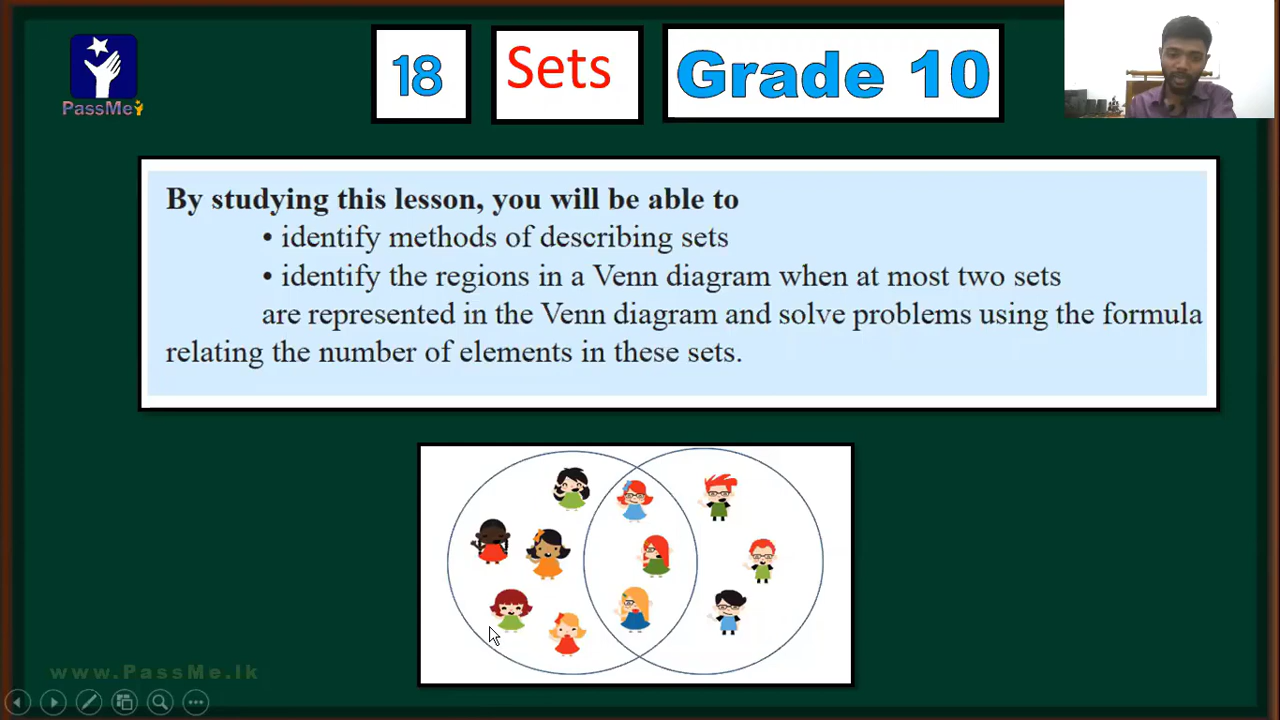 PassMe
18
Sets
Grade 10
By studying this lesson, you will be able to
• identify methods of describing sets
• identify the regions in a Venn diagram when at most two sets
are represented in the Venn diagram and solve problems using the formula
relating the number of elements in these sets.
www.PassMe.lk